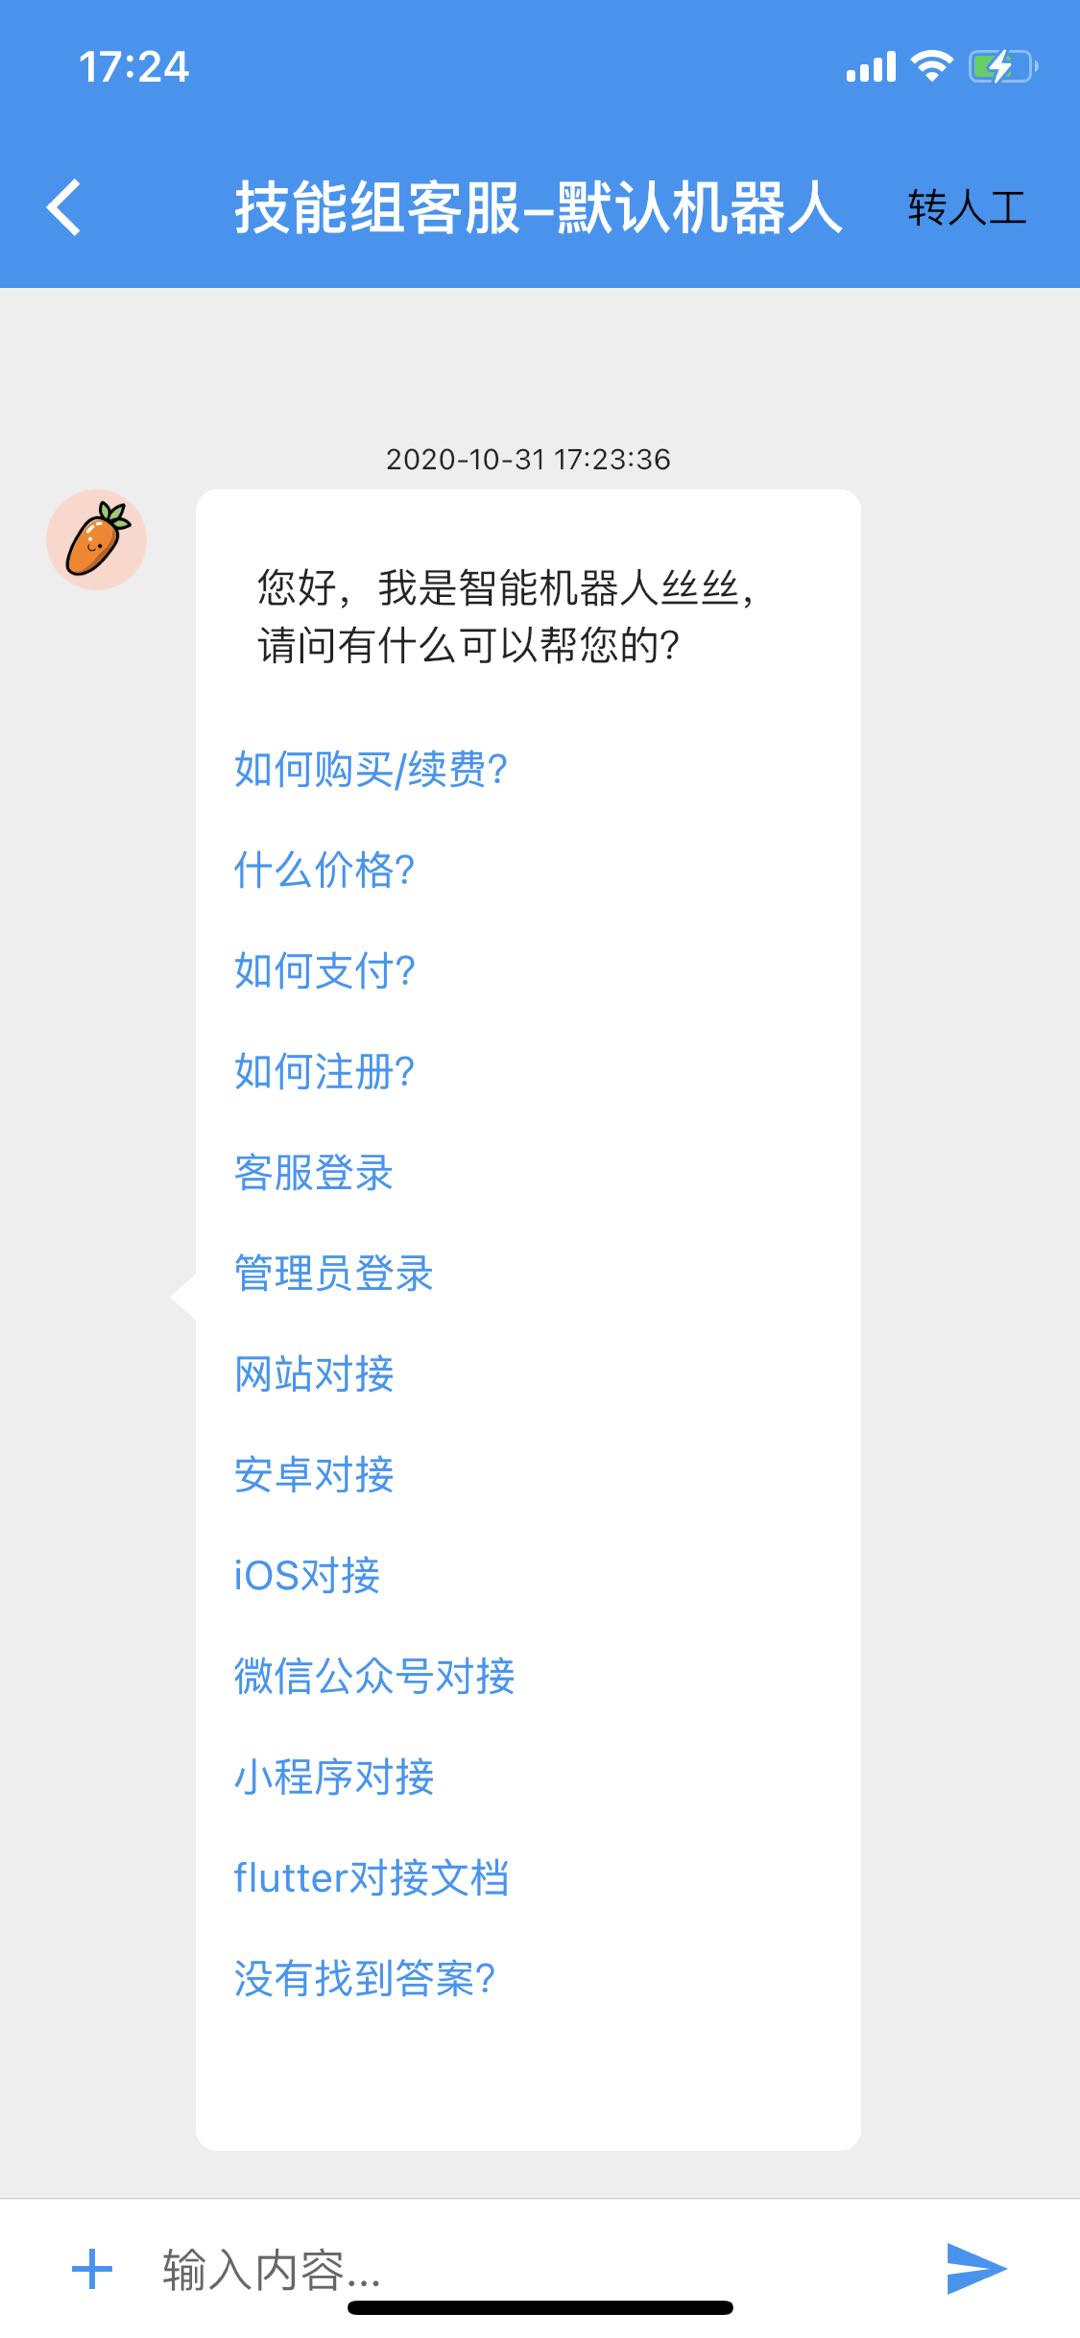 17:24
技能组客服-默认机器人
转人工
2020-10-31 17:23:36
您好，我是智能机器人丝丝，
请问有什么可以帮您的?
如何购买/续费?
什么价格?
如何支付?
如何注册?
客服登录
管理员登录
网站对接
安卓对接
iOS对接
微信公众号对接
小程序对接
flutter对接文档
没有找到答案?
输入内容...